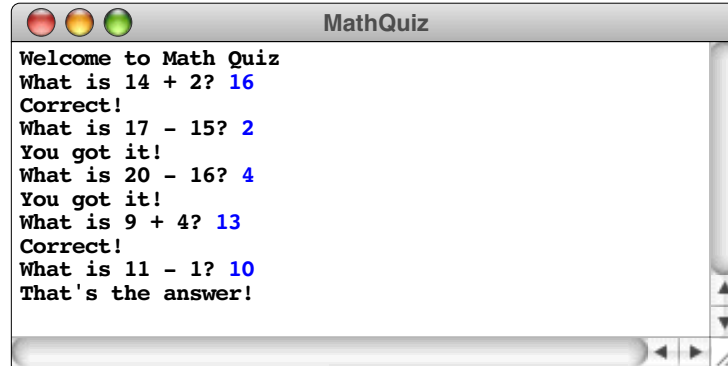 MathQuiz
Welcome to Math Quiz
What is 14 + 2? 16
Correct!
What is 17 - 15? 2
You got it!
What is 20 - 16? 4
You got it!
What is 9 + 4? 13
Correct!
What is 11 - 1? 10
That's the answer!